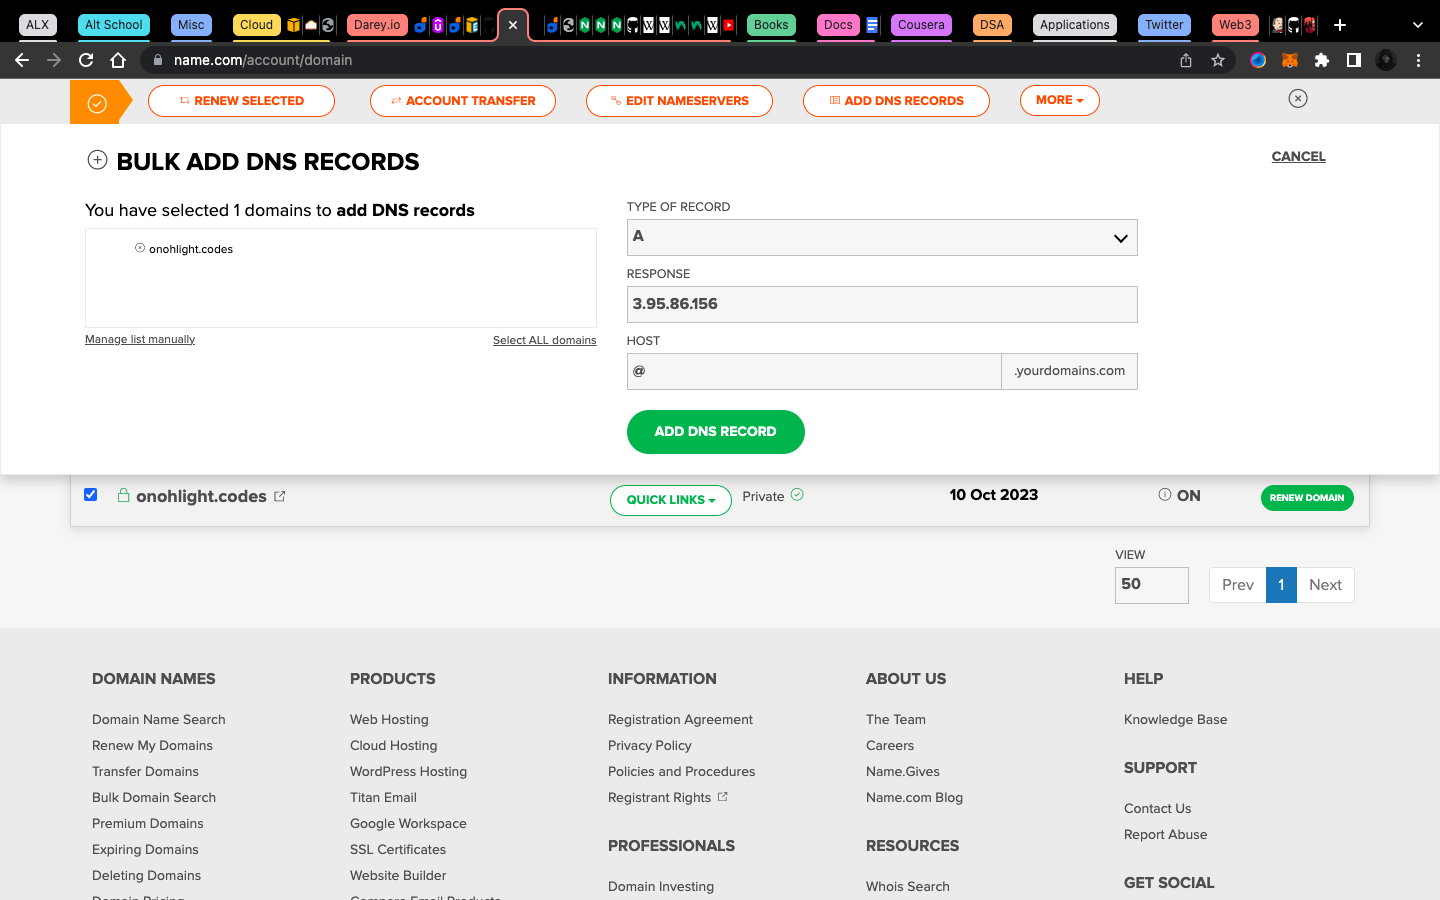 ALX
Alt School
Misc
Cloud
Darey.io
Books
Docs
Cousera
DSA
Applications
Twitter
Web3
name.com/account/domain
RENEW SELECTED
ACCOUNT TRANSFER
EDIT NAMESERVERS
ADD DNS RECORDS
MORE
BULK ADD DNS RECORDS
CANCEL
You have selected 1 domains to add DNS records
onohlight.codes
Manage list manually
Select ALL domains
TYPE OF RECORD
A
RESPONSE
3.95.86.156
HOST
@
.yourdomains.com
ADD DNS RECORD
onohlight.codes
QUICK LINKS
Private
10 Oct 2023
ON
RENEW DOMAIN
VIEW
50
Prev
1
Next
DOMAIN NAMES
Domain Name Search
Renew My Domains
Transfer Domains
Bulk Domain Search
Premium Domains
Expiring Domains
Deleting Domains
Domain Pricing
PRODUCTS
Web Hosting
Cloud Hosting
WordPress Hosting
Titan Email
Google Workspace
SSL Certificates
Website Builder
Compare Email Products
INFORMATION
Registration Agreement
Privacy Policy
Policies and Procedures
Registrant Rights
PROFESSIONALS
Domain Investing
ABOUT US
The Team
Careers
Name.Gives
Name.com Blog
RESOURCES
Whois Search
HELP
Knowledge Base
SUPPORT
Contact Us
Report Abuse
GET SOCIAL